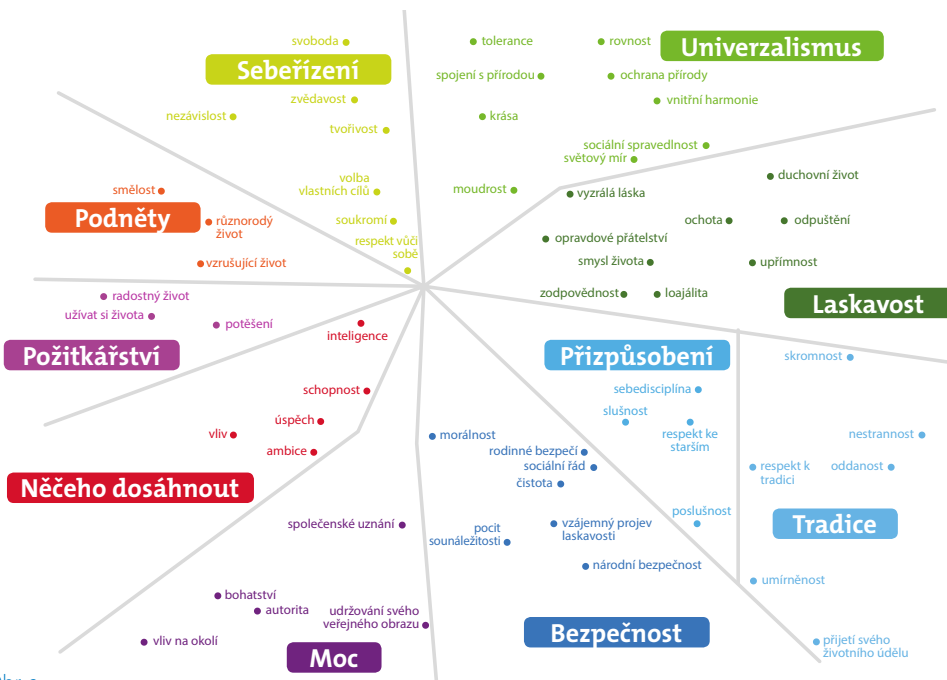 svoboda
Sebeřízení
zvědavost
nezávislost
tvořivost
volba
vlastních cílů
soukromí
respekt vůči
sobě
tolerance
rovnost
Univerzalismus
spojení s přírodou
ochrana přírody
vnitřní harmonie
krása
sociální spravedlnost
světový mír
moudrost
duchovní život
vyzrálá láska
ochota
odpuštění
opravdové přátelství
smysl života
upřímnost
zodpovědnost
loajálita
Laskavost
smělost
Podněty
různorodý
život
vzrušující život
radostný život
užívat si života
potěšení
Požitkářství
inteligence
schopnost
úspěch
vliv
ambice
Něčeho dosáhnout
Přizpůsobení
sebedisciplína
slušnost
respekt ke
starším
poslušnost
skromnost
nestrannost
respekt k
tradici
oddanost
Tradice
umírněnost
přijetí svého
životního údělu
morálnost
rodinné bezpečí
sociální řád
čistota
pocit
sounáležitosti
vzájemný projev
laskavosti
národní bezpečnost
Bezpečnost
společenské uznání
bohatství
autorita
udržování svého
veřejného obrazu
vliv na okolí
Moc